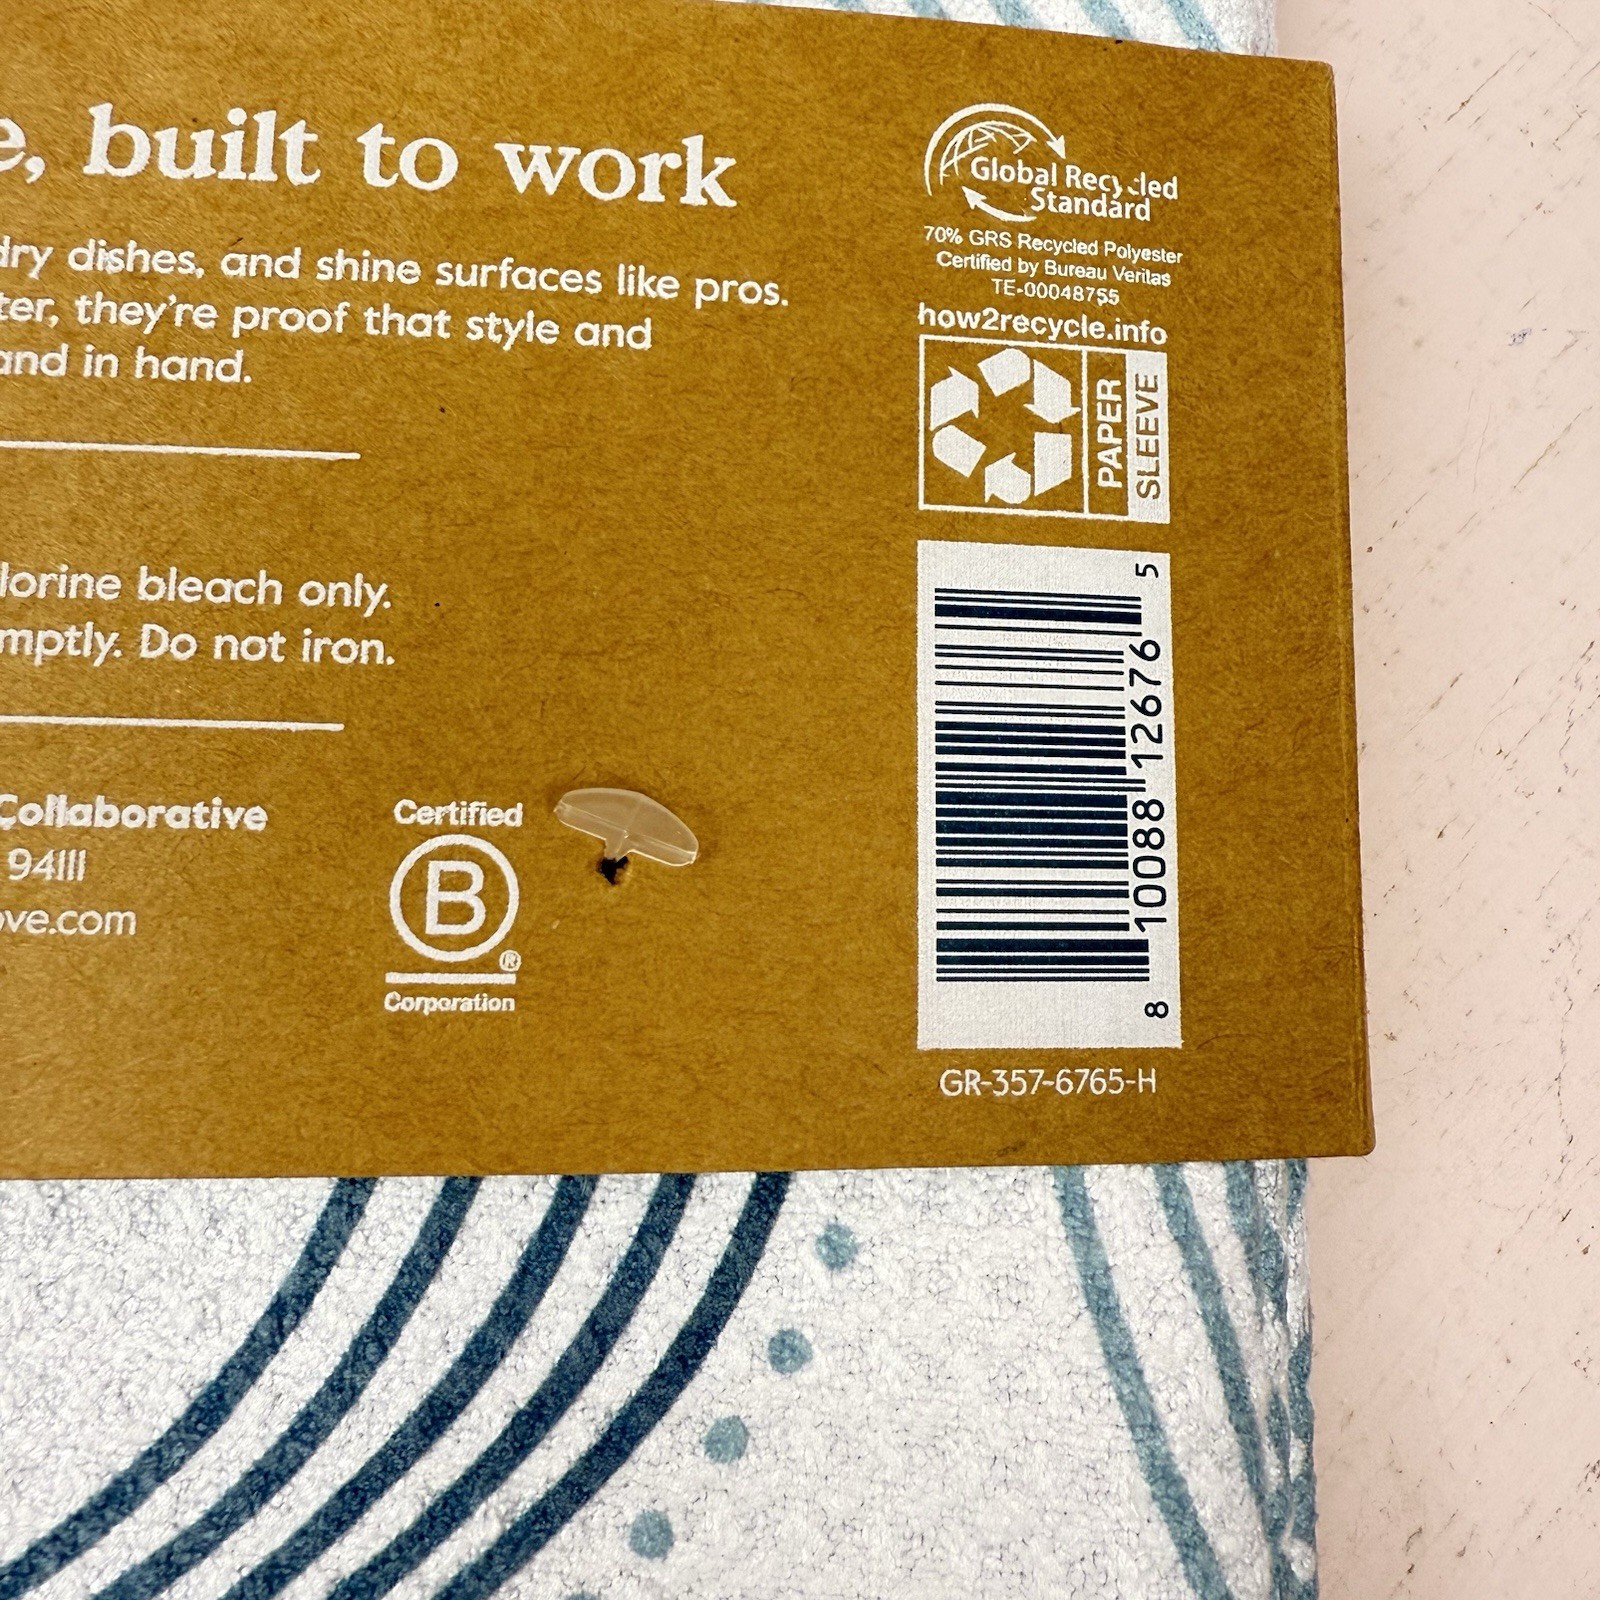 e, built to work
dry dishes, and shine surfaces like pros.
ter, they're proof that style and
and in hand.
lorine bleach only.
mptly. Do not iron.
Collaborative
94111
ove.com
Certified
B
®
Corporation
Global Recycled
Standard
70% GRS Recycled Polyester
Certified by Bureau Veritas
TE-00048755
how2recycle.info
PAPER
SLEEVE
8 10088 12676 5
GR-357-6765-H